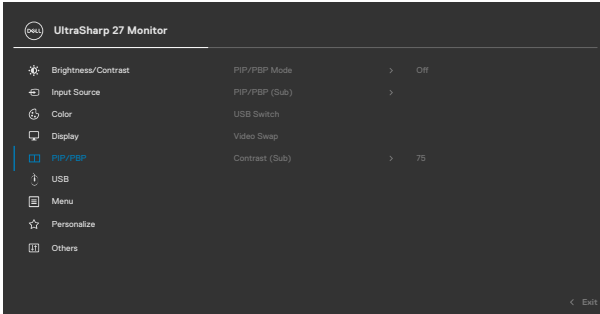 DELL UltraSharp 27 Monitor
Brightness/Contrast PIP/PBP Mode > Off
Input Source PIP/PBP (Sub) >
Color USB Switch
Display Video Swap
PIP/PBP Contrast (Sub) > 75
USB
Menu
Personalize
Others
< Exit